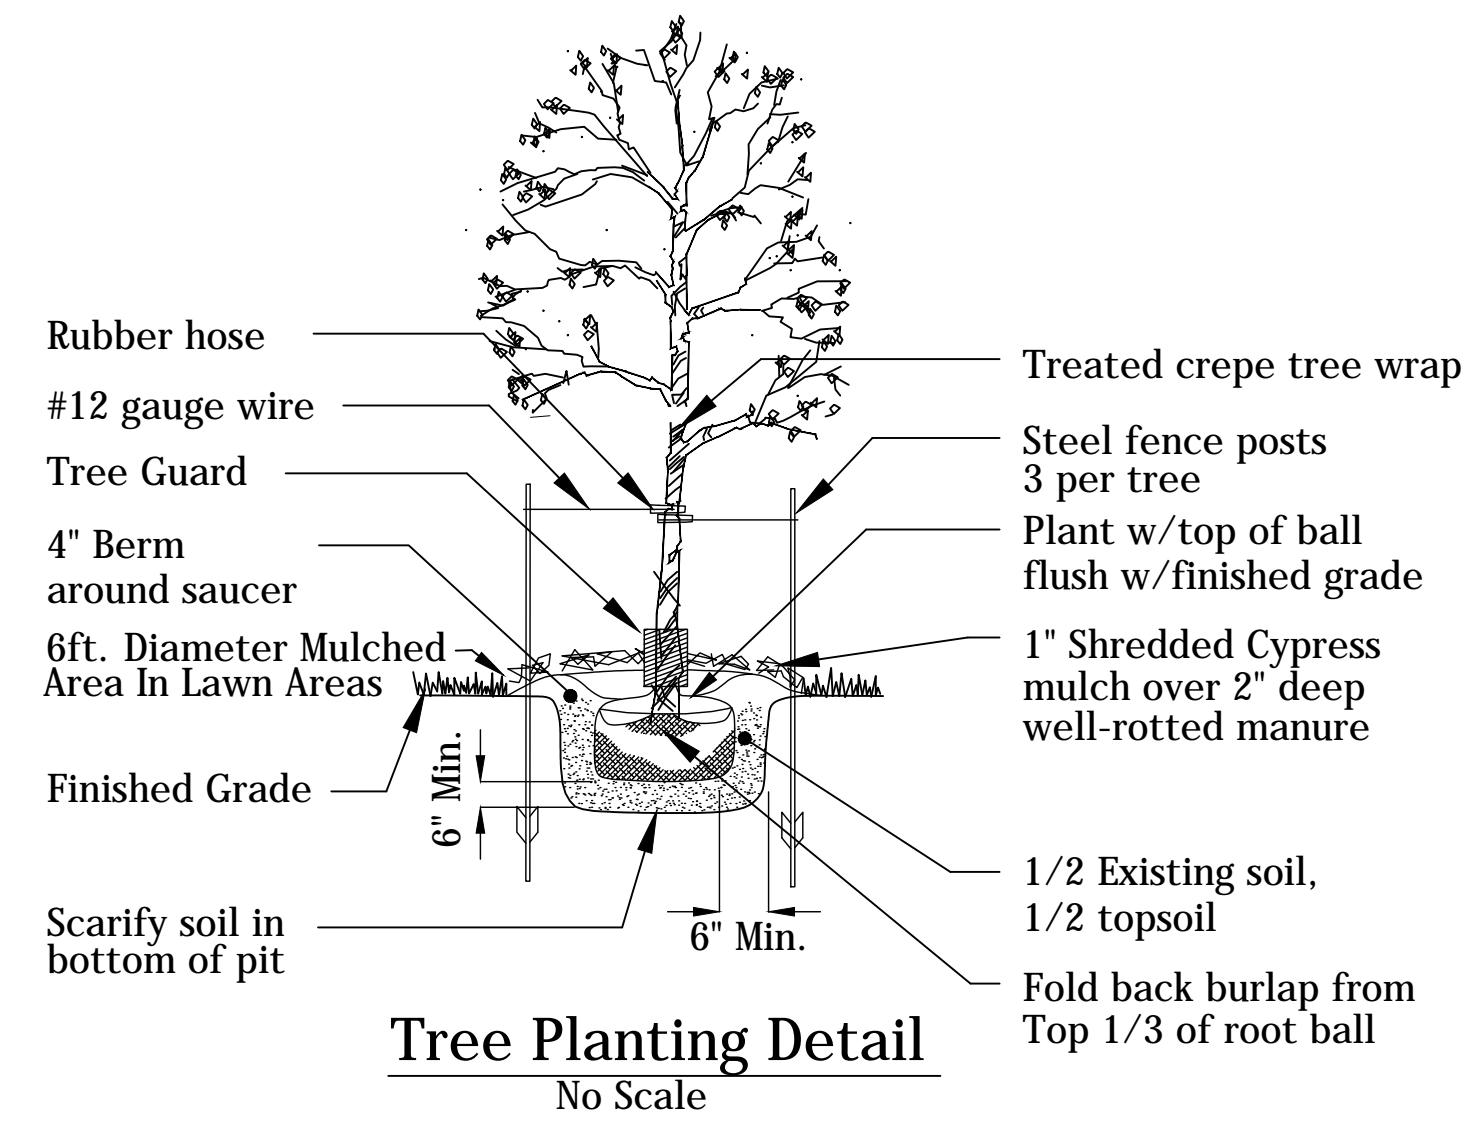 Rubber hose
#12 gauge wire
Tree Guard
4" Berm
around saucer
6ft. Diameter Mulched
Area In Lawn Areas
Finished Grade
6" Min.
Scarify soil in
bottom of pit
6" Min.
Treated crepe tree wrap
Steel fence posts
3 per tree
Plant w/top of ball
flush w/finished grade
1" Shredded Cypress
mulch over 2" deep
well-rotted manure
1/2 Existing soil,
1/2 topsoil
Fold back burlap from
Top 1/3 of root ball
Tree Planting Detail
No Scale